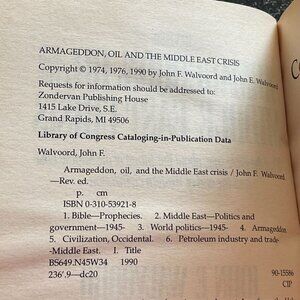 ARMAGEDDON, OIL AND THE MIDDLE EAST CRISIS
Copyright © 1974, 1976, 1990 by John F. Walvoord and John E. Walvoord
Requests for information should be addressed to:
Zondervan Publishing House
1415 Lake Drive, S.E.
Grand Rapids, MI 49506
Library of Congress Cataloging-in-Publication Data
Walvoord, John F.
Armageddon, oil, and the Middle East crisis / John F. Walvoord
—Rev. ed.
p. cm
ISBN 0-310-53921-8
1. Bible—Prophecies. 2. Middle East—Politics and
government—1945- 3. World politics—1945- 4. Armageddon
5. Civilization, Occidental. 6. Petroleum industry and trade—
-Middle East. I. Title
BS649.N45W34 1990
236'.9—dc20 90-15586
CIP